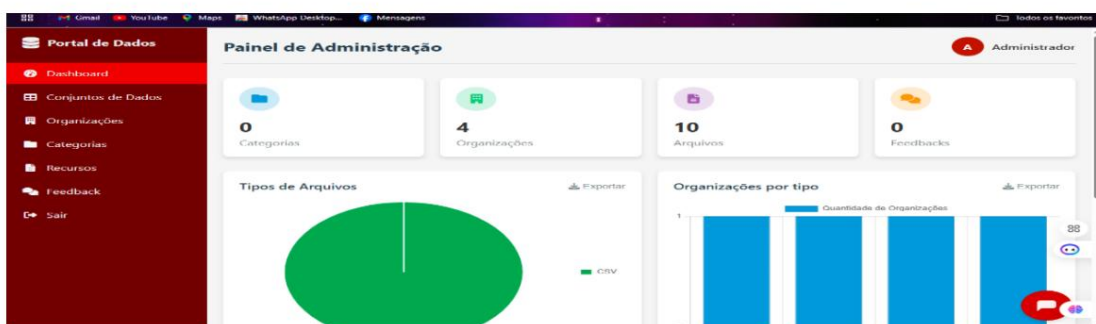 Gmail YouTube Maps WhatsApp Desktop... Mensagens Todos os favoritos
Portal de Dados
Dashboard
Conjuntos de Dados
Organizações
Categorias
Recursos
Feedback
Sair
Painel de Administração
A Administrador
0
Categorias
4
Organizações
10
Arquivos
0
Feedbacks
Tipos de Arquivos
Exportar
CSV
Organizações por tipo
Exportar
Quantidade de Organizações
1